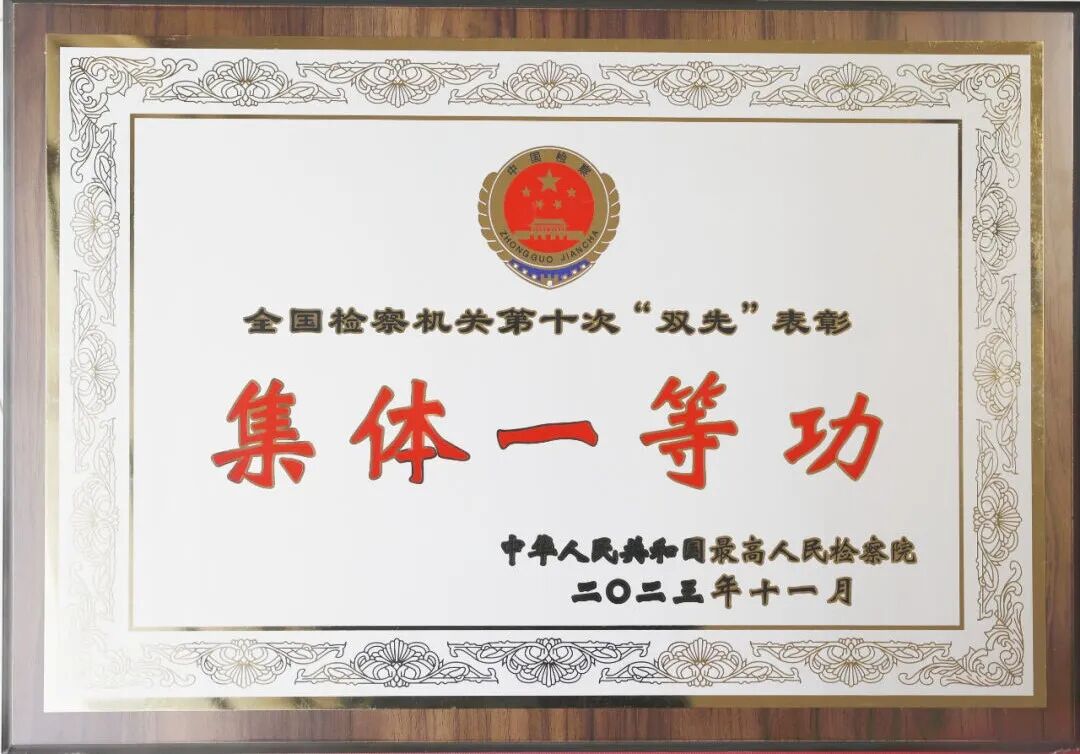 中国检察
ZHONGGUO JIANCHA
全国检察机关第十次“双先”表彰
集体一等功
中华人民共和国最高人民检察院
二〇二三年十一月